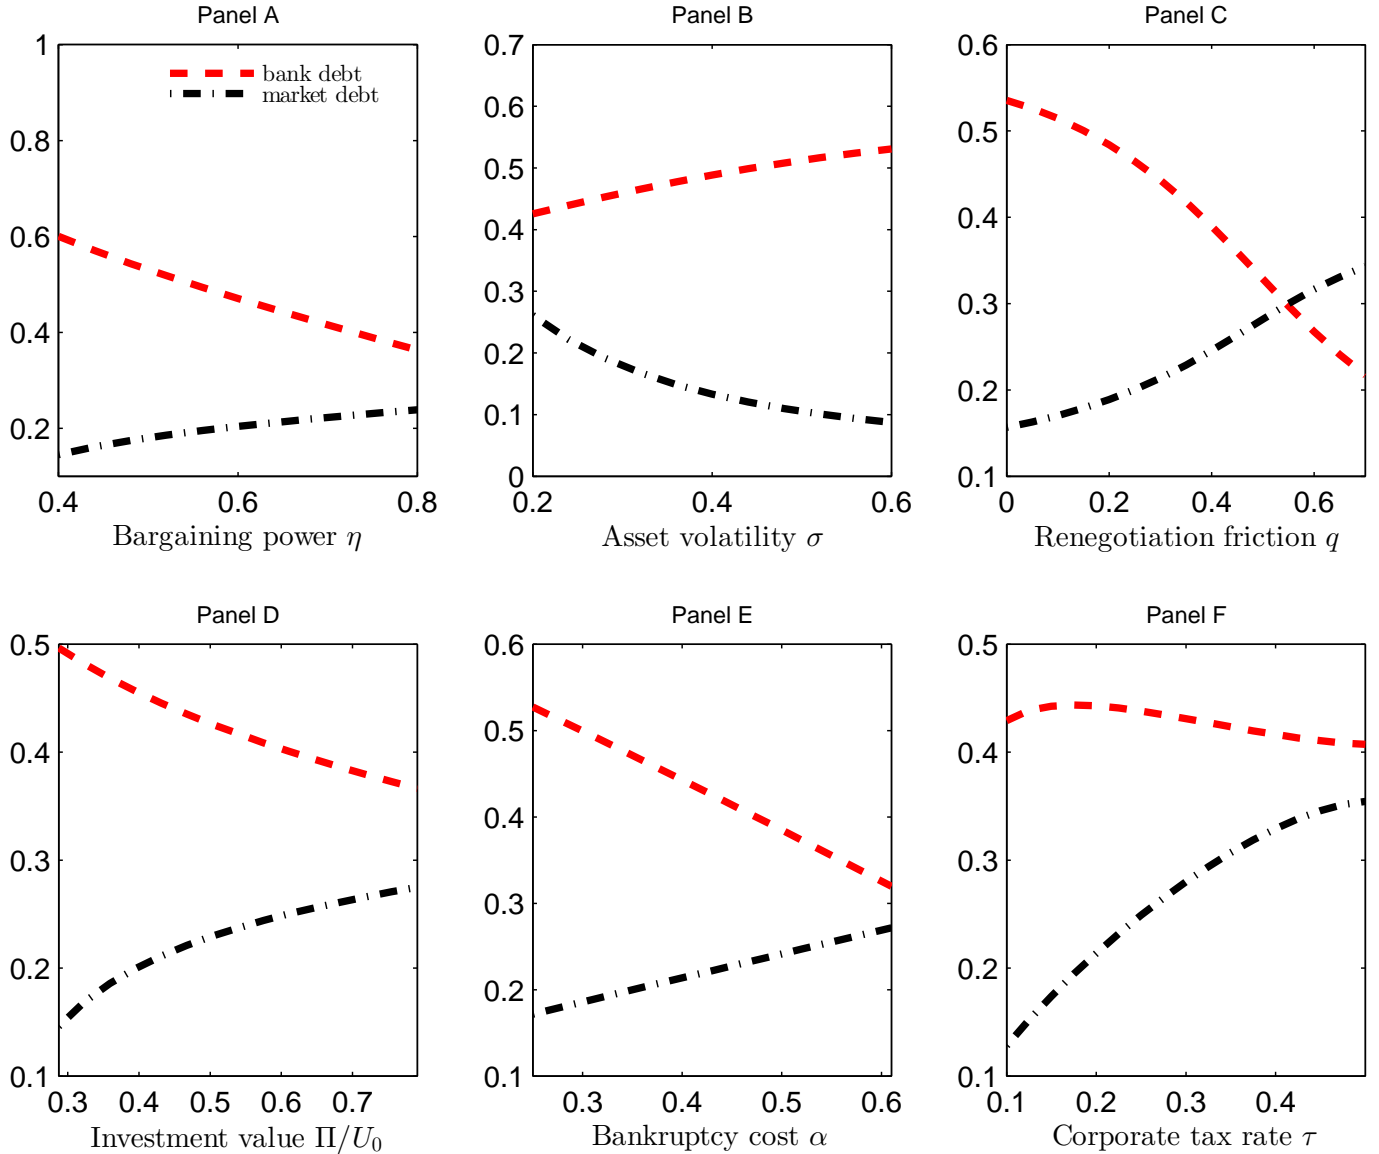 Panel A
1
0.8
0.6
0.4
0.2
bank debt
market debt
0.4 0.6 0.8
Bargaining power η
Panel B
0.7
0.6
0.5
0.4
0.3
0.2
0.1
0
0.2 0.4 0.6
Asset volatility σ
Panel C
0.6
0.5
0.4
0.3
0.2
0.1
0 0.2 0.4 0.6
Renegotiation friction q
Panel D
0.5
0.4
0.3
0.2
0.1
0.3 0.4 0.5 0.6 0.7
Investment value Π/U₀
Panel E
0.6
0.5
0.4
0.3
0.2
0.1
0.3 0.4 0.5 0.6
Bankruptcy cost α
Panel F
0.5
0.4
0.3
0.2
0.1
0.1 0.2 0.3 0.4
Corporate tax rate τ